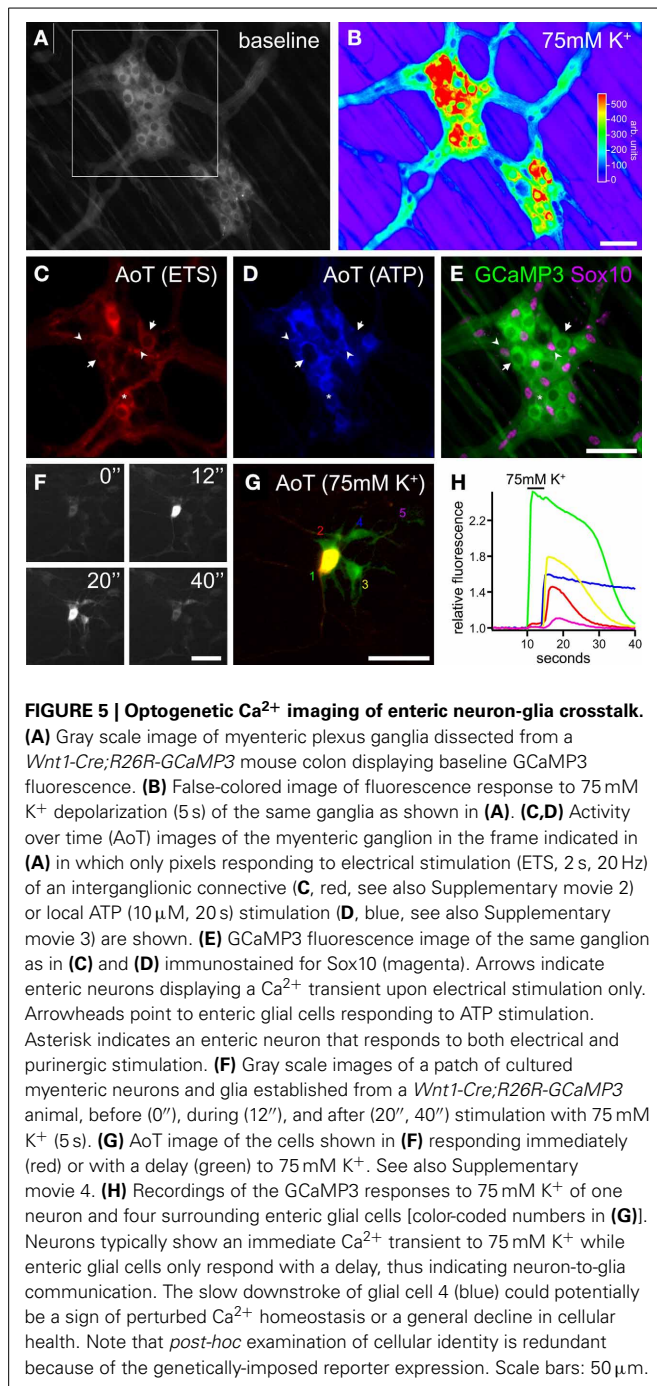 A
baseline
B
75mM K⁺
500
400
300
200
100
0
arb. units
C
AoT (ETS)
D
AoT (ATP)
E
GCaMP3 Sox10
*
*
*
F
0''
12''
20''
40''
G
AoT (75mM K⁺)
1
2
3
4
5
H
75mM K⁺
relative fluorescence
2.2
1.8
1.4
1.0
10
20
30
40
seconds
FIGURE 5 | Optogenetic Ca²⁺ imaging of enteric neuron-glia crosstalk.
(A) Gray scale image of myenteric plexus ganglia dissected from a
Wnt1-Cre;R26R-GCaMP3 mouse colon displaying baseline GCaMP3
fluorescence. (B) False-colored image of fluorescence response to 75 mM
K⁺ depolarization (5 s) of the same ganglia as shown in (A). (C,D) Activity
over time (AoT) images of the myenteric ganglion in the frame indicated in
(A) in which only pixels responding to electrical stimulation (ETS, 2 s, 20 Hz)
of an interganglionic connective (C, red, see also Supplementary movie 2)
or local ATP (10 μM, 20 s) stimulation (D, blue, see also Supplementary
movie 3) are shown. (E) GCaMP3 fluorescence image of the same ganglion
as in (C) and (D) immunostained for Sox10 (magenta). Arrows indicate
enteric neurons displaying a Ca²⁺ transient upon electrical stimulation only.
Arrowheads point to enteric glial cells responding to ATP stimulation.
Asterisk indicates an enteric neuron that responds to both electrical and
purinergic stimulation. (F) Gray scale images of a patch of cultured
myenteric neurons and glia established from a Wnt1-Cre;R26R-GCaMP3
animal, before (0''), during (12''), and after (20'', 40'') stimulation with 75 mM
K⁺ (5 s). (G) AoT image of the cells shown in (F) responding immediately
(red) or with a delay (green) to 75 mM K⁺. See also Supplementary
movie 4. (H) Recordings of the GCaMP3 responses to 75 mM K⁺ of one
neuron and four surrounding enteric glial cells [color-coded numbers in (G)].
Neurons typically show an immediate Ca²⁺ transient to 75 mM K⁺ while
enteric glial cells only respond with a delay, thus indicating neuron-to-glia
communication. The slow downstroke of glial cell 4 (blue) could potentially
be a sign of perturbed Ca²⁺ homeostasis or a general decline in cellular
health. Note that post-hoc examination of cellular identity is redundant
because of the genetically-imposed reporter expression. Scale bars: 50 μm.